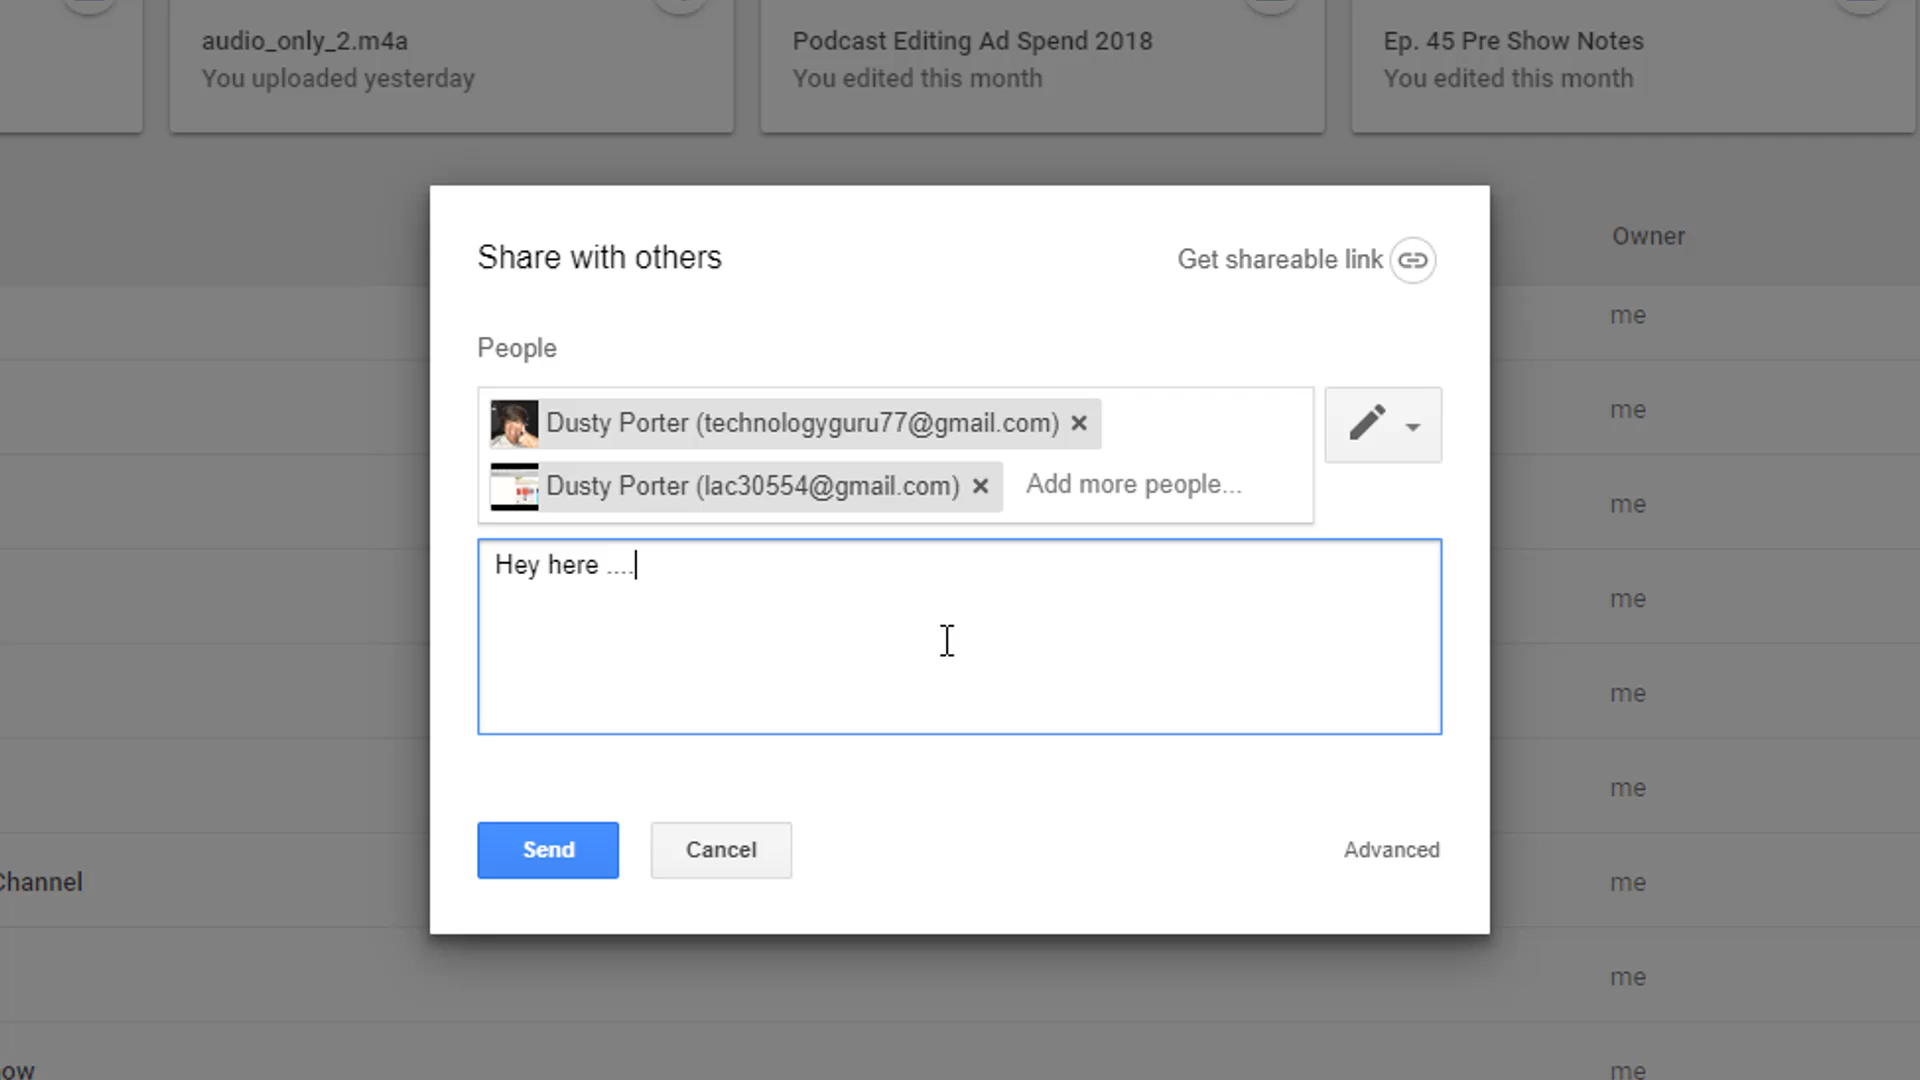 audio_only_2.m4a
You uploaded yesterday
Podcast Editing Ad Spend 2018
You edited this month
Ep. 45 Pre Show Notes
You edited this month
Owner
Share with others
Get shareable link
People
Dusty Porter (technologyguru77@gmail.com) ×
Dusty Porter (lac30554@gmail.com) × Add more people...
Hey here ....
Send
Cancel
Advanced
me
me
me
me
me
me
Channel
me
me
ow
me